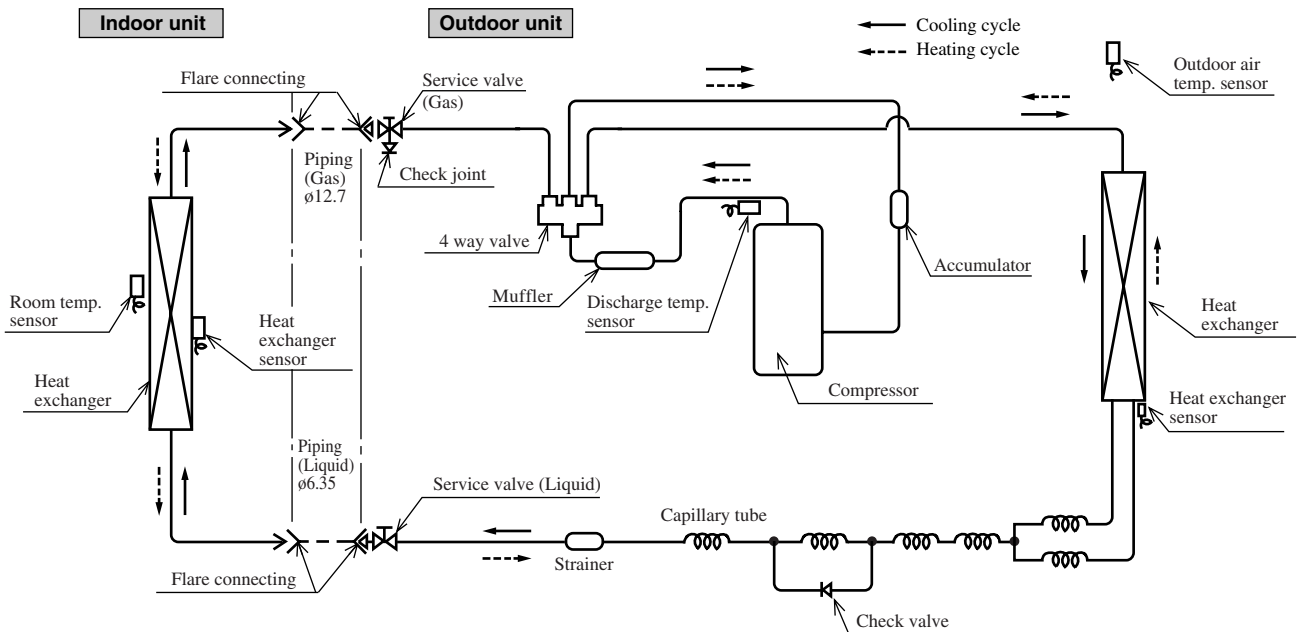 Indoor unit
Outdoor unit
Cooling cycle
Heating cycle
Flare connecting
Service valve
(Gas)
Outdoor air
temp. sensor
Piping
(Gas)
ø12.7
Check joint
4 way valve
Muffler
Discharge temp.
sensor
Accumulator
Room temp.
sensor
Heat
exchanger
sensor
Heat
exchanger
Heat
exchanger
Compressor
Heat exchanger
sensor
Piping
(Liquid)
ø6.35
Service valve (Liquid)
Capillary tube
Strainer
Flare connecting
Check valve